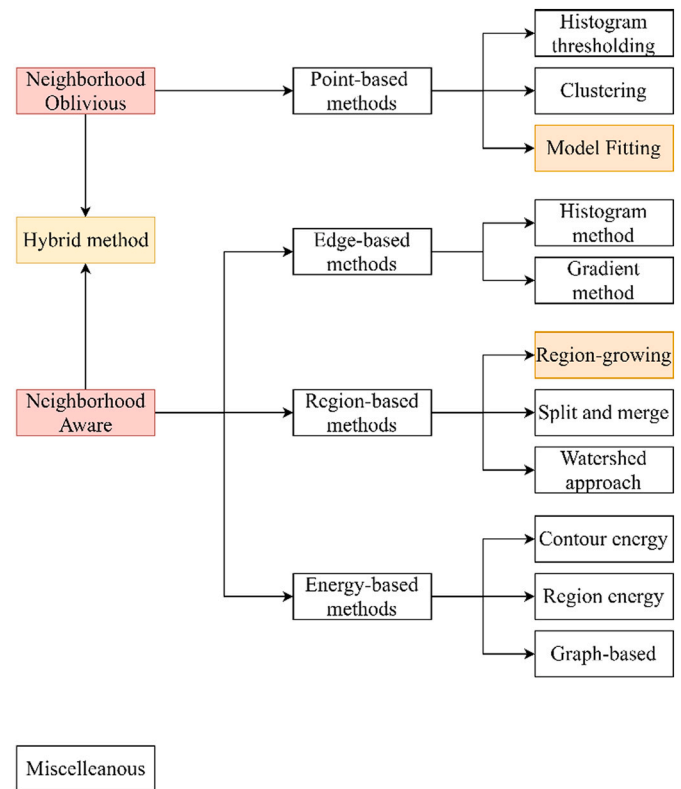 Histogram
thresholding
Neighborhood
Oblivious
Point-based
methods
Clustering
Model Fitting
Hybrid method
Edge-based
methods
Histogram
method
Gradient
method
Region-growing
Neighborhood
Aware
Region-based
methods
Split and merge
Watershed
approach
Contour energy
Energy-based
methods
Region energy
Graph-based
Miscelleanous